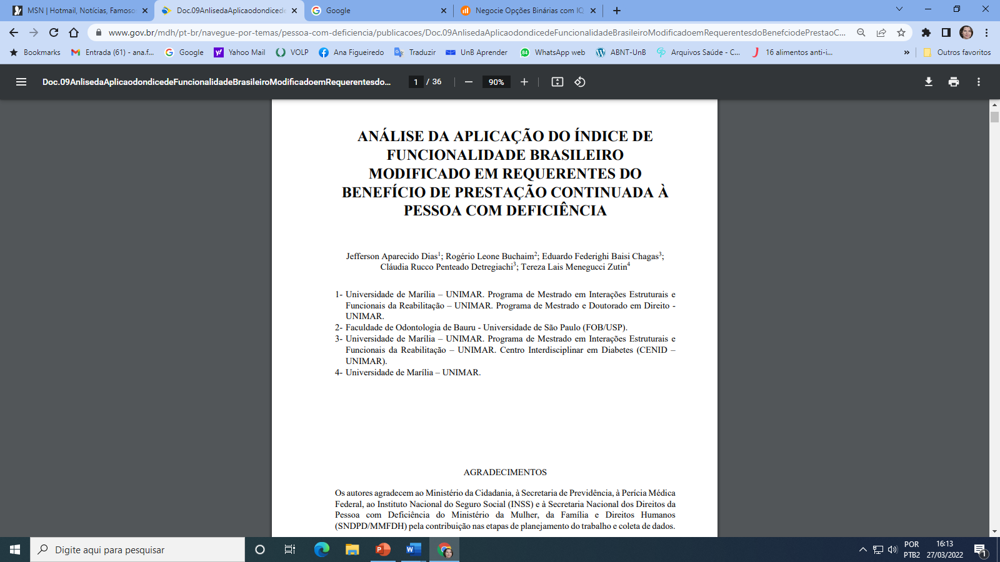 MSN | Hotmail, Notícias, Famoso
Doc.09AnlisedaAplicaodondicede
Google
Negocie Opções Binárias com IQ
www.gov.br/mdh/pt-br/navegue-por-temas/pessoa-com-deficiencia/publicacoes/Doc.09AnlisedaAplicaodondicedeFuncionalidadeBrasileiroModificadoemRequerentesdoBenefciodePrestaoC...
Bookmarks
Entrada (61) - ana.f...
Google
Yahoo Mail
VOLP
Ana Figueiredo
Traduzir
UnB Aprender
84
WhatsApp web
ABNT-UnB
Arquivos Saúde - C...
16 alimentos anti-i...
»
Outros favoritos
Doc.09AnlisedaAplicaodondicedeFuncionalidadeBrasileiroModificadoemRequerentesdo...
1 / 36
90%
ANÁLISE DA APLICAÇÃO DO ÍNDICE DE
FUNCIONALIDADE BRASILEIRO
MODIFICADO EM REQUERENTES DO
BENEFÍCIO DE PRESTAÇÃO CONTINUADA À
PESSOA COM DEFICIÊNCIA
Jefferson Aparecido Dias¹; Rogério Leone Buchaim²; Eduardo Federighi Baisi Chagas³;
Cláudia Rucco Penteado Detregiachi³; Tereza Lais Menegucci Zutin⁴
1- Universidade de Marília – UNIMAR. Programa de Mestrado em Interações Estruturais e
Funcionais da Reabilitação – UNIMAR. Programa de Mestrado e Doutorado em Direito -
UNIMAR.
2- Faculdade de Odontologia de Bauru - Universidade de São Paulo (FOB/USP).
3- Universidade de Marília – UNIMAR. Programa de Mestrado em Interações Estruturais e
Funcionais da Reabilitação – UNIMAR. Centro Interdisciplinar em Diabetes (CENID –
UNIMAR).
4- Universidade de Marília – UNIMAR.
AGRADECIMENTOS
Os autores agradecem ao Ministério da Cidadania, à Secretaria de Previdência, à Perícia Médica
Federal, ao Instituto Nacional do Seguro Social (INSS) e à Secretaria Nacional dos Direitos da
Pessoa com Deficiência do Ministério da Mulher, da Família e Direitos Humanos
(SNDPD/MMFDH) pela contribuição nas etapas de planejamento do trabalho e coleta de dados.
Digite aqui para pesquisar
POR
PTB2
16:13
27/03/2022
1